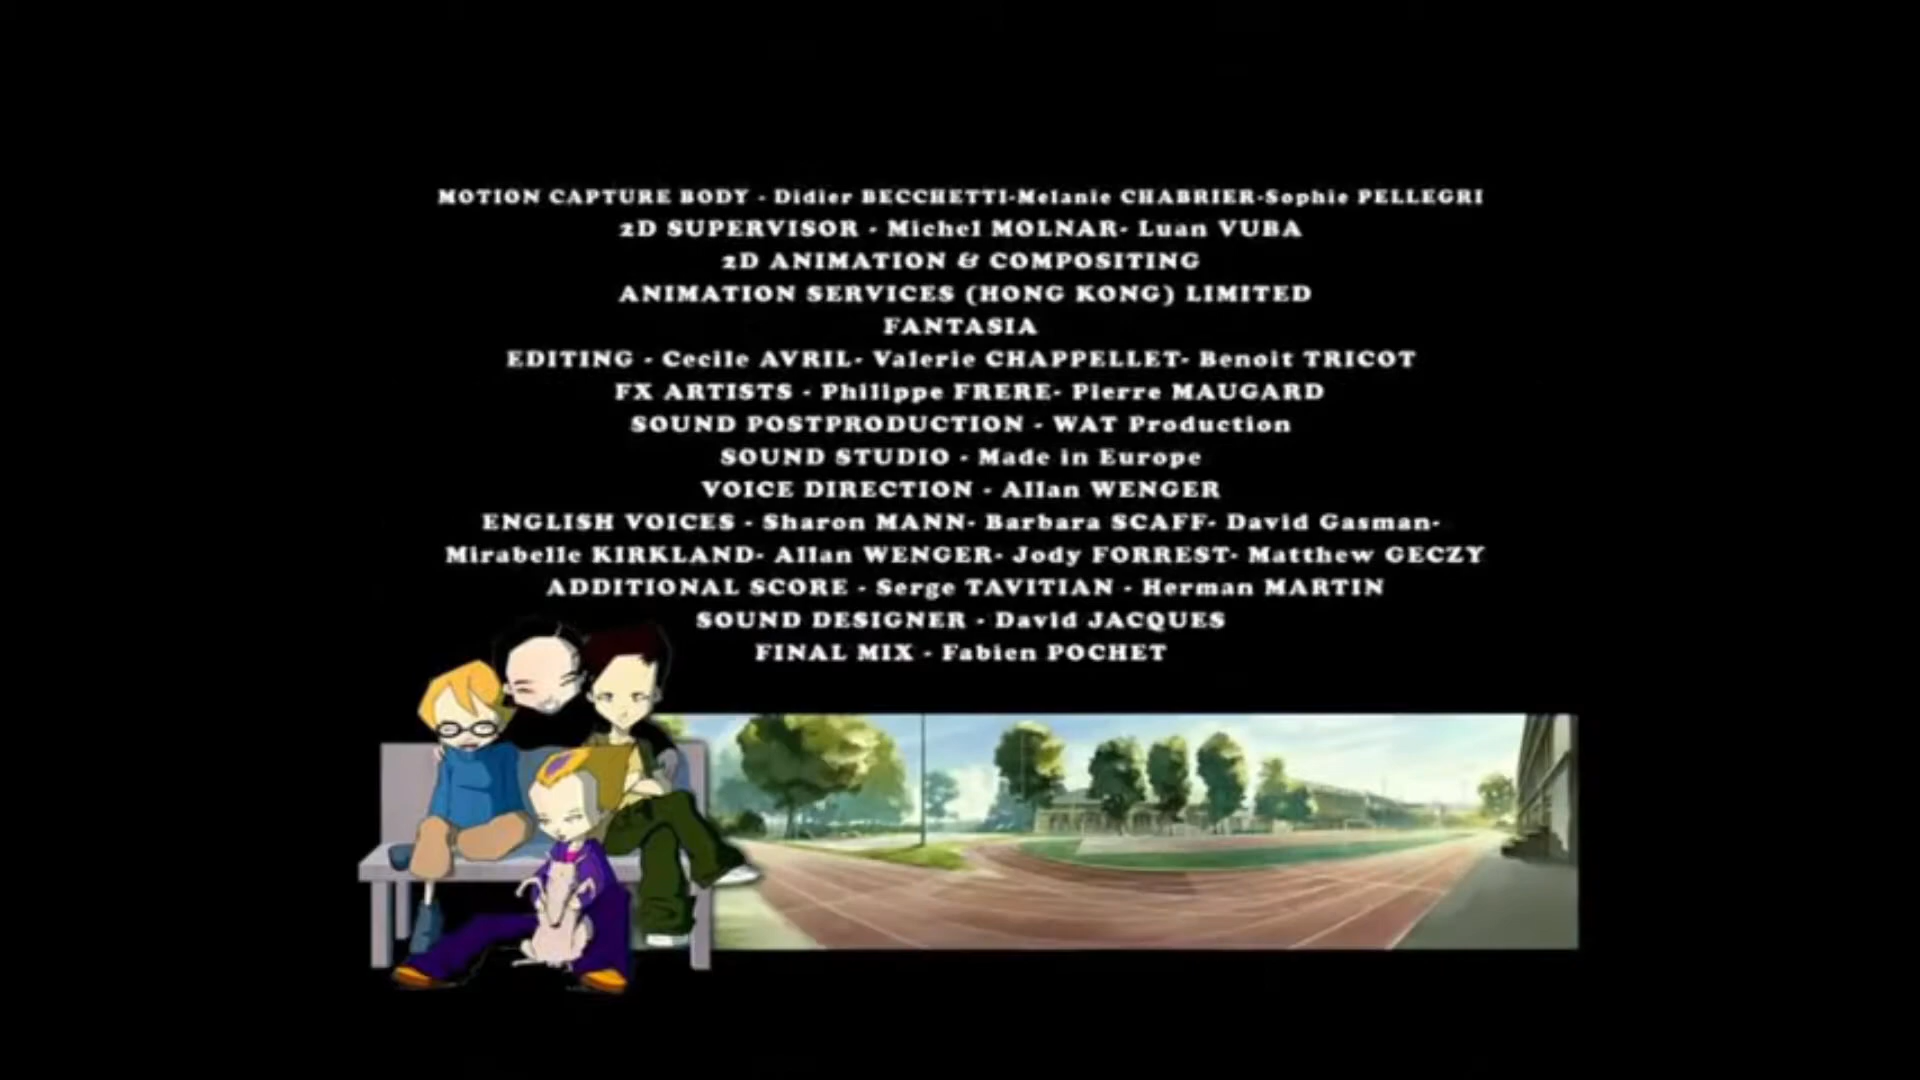 MOTION CAPTURE BODY - Didier BECCHETTI-Melanie CHABRIER-Sophie PELLEGRI
2D SUPERVISOR - Michel MOLNAR- Luan VUBA
2D ANIMATION & COMPOSITING
ANIMATION SERVICES (HONG KONG) LIMITED
FANTASIA
EDITING - Cecile AVRIL- Valerie CHAPPELLET- Benoit TRICOT
FX ARTISTS - Philippe FRERE- Pierre MAUGARD
SOUND POSTPRODUCTION - WAT Production
SOUND STUDIO - Made in Europe
VOICE DIRECTION - Allan WENGER
ENGLISH VOICES - Sharon MANN- Barbara SCAFF- David Gasman-
Mirabelle KIRKLAND- Allan WENGER- Jody FORREST- Matthew GECZY
ADDITIONAL SCORE - Serge TAVITIAN - Herman MARTIN
SOUND DESIGNER - David JACQUES
FINAL MIX - Fabien POCHET